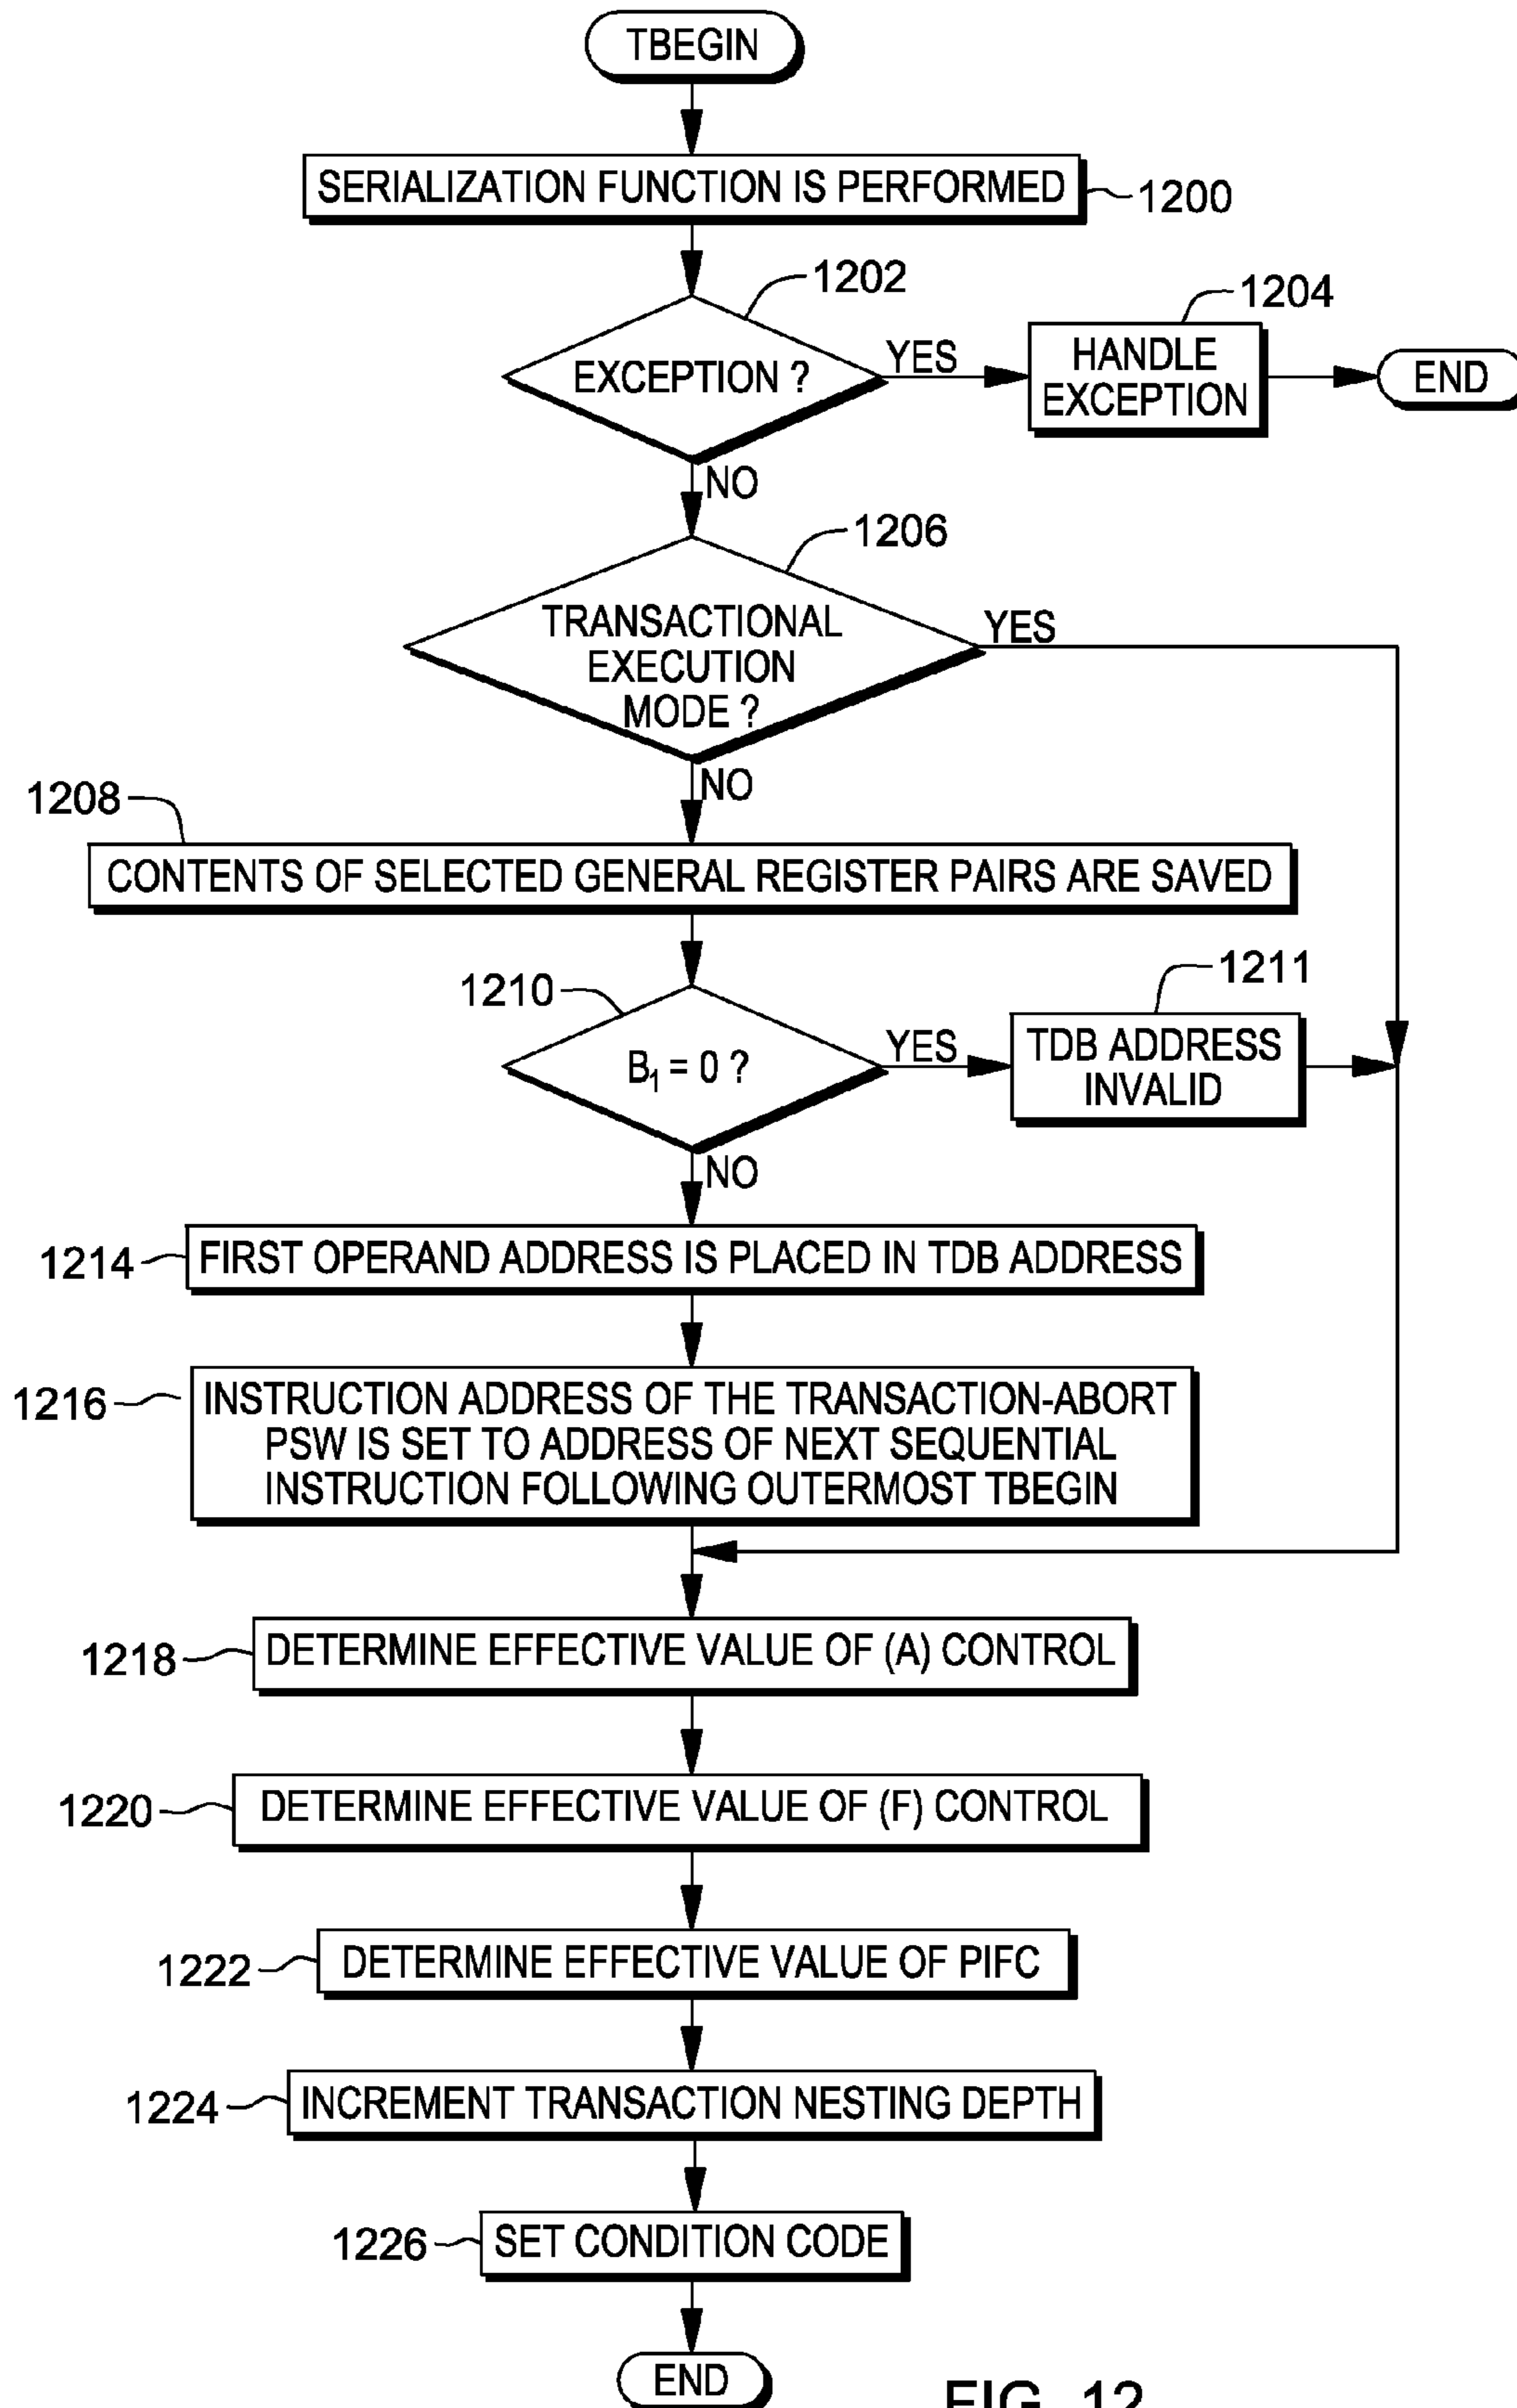 TBEGIN
SERIALIZATION FUNCTION IS PERFORMED
1200
1202
1204
EXCEPTION ?
YES
HANDLE
EXCEPTION
END
NO
1206
TRANSACTIONAL
EXECUTION
MODE ?
YES
NO
1208
CONTENTS OF SELECTED GENERAL REGISTER PAIRS ARE SAVED
1210
1211
B₁ = 0 ?
YES
TDB ADDRESS
INVALID
NO
1214
FIRST OPERAND ADDRESS IS PLACED IN TDB ADDRESS
1216
INSTRUCTION ADDRESS OF THE TRANSACTION-ABORT
PSW IS SET TO ADDRESS OF NEXT SEQUENTIAL
INSTRUCTION FOLLOWING OUTERMOST TBEGIN
1218
DETERMINE EFFECTIVE VALUE OF (A) CONTROL
1220
DETERMINE EFFECTIVE VALUE OF (F) CONTROL
1222
DETERMINE EFFECTIVE VALUE OF PIFC
1224
INCREMENT TRANSACTION NESTING DEPTH
1226
SET CONDITION CODE
END
FIG. 12